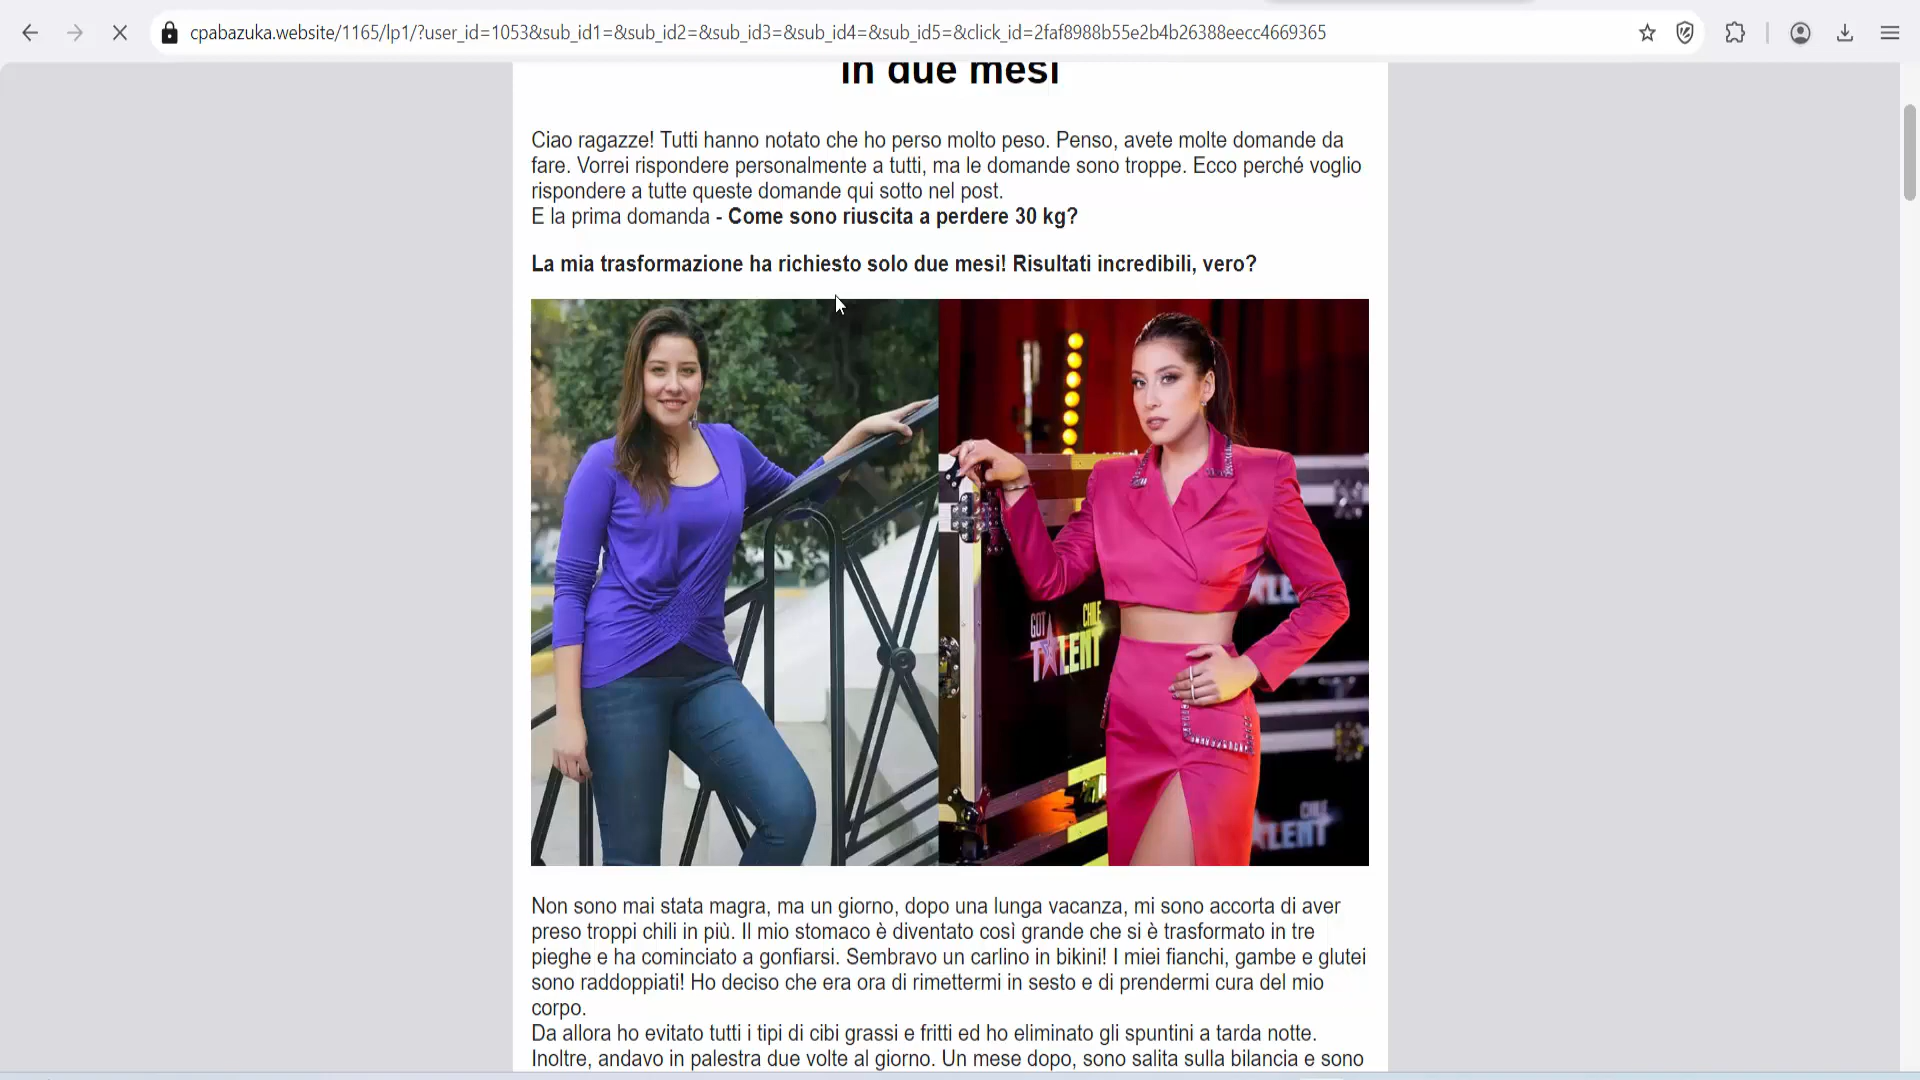 cpabazuka.website/1165/lp1/?user_id=1053&sub_id1=&sub_id2=&sub_id3=&sub_id4=&sub_id5=&click_id=2faf8988b55e2b4b26388eecc4669365
in due mesi
Ciao ragazze! Tutti hanno notato che ho perso molto peso. Penso, avete molte domande da
fare. Vorrei rispondere personalmente a tutti, ma le domande sono troppe. Ecco perché voglio
rispondere a tutte queste domande qui sotto nel post.
E la prima domanda - Come sono riuscita a perdere 30 kg?
La mia trasformazione ha richiesto solo due mesi! Risultati incredibili, vero?
GOT CHILE
TALENT
Non sono mai stata magra, ma un giorno, dopo una lunga vacanza, mi sono accorta di aver
preso troppi chili in più. Il mio stomaco è diventato così grande che si è trasformato in tre
pieghe e ha cominciato a gonfiarsi. Sembravo un carlino in bikini! I miei fianchi, gambe e glutei
sono raddoppiati! Ho deciso che era ora di rimettermi in sesto e di prendermi cura del mio
corpo.
Da allora ho evitato tutti i tipi di cibi grassi e fritti ed ho eliminato gli spuntini a tarda notte.
Inoltre, andavo in palestra due volte al giorno. Un mese dopo, sono salita sulla bilancia e sono